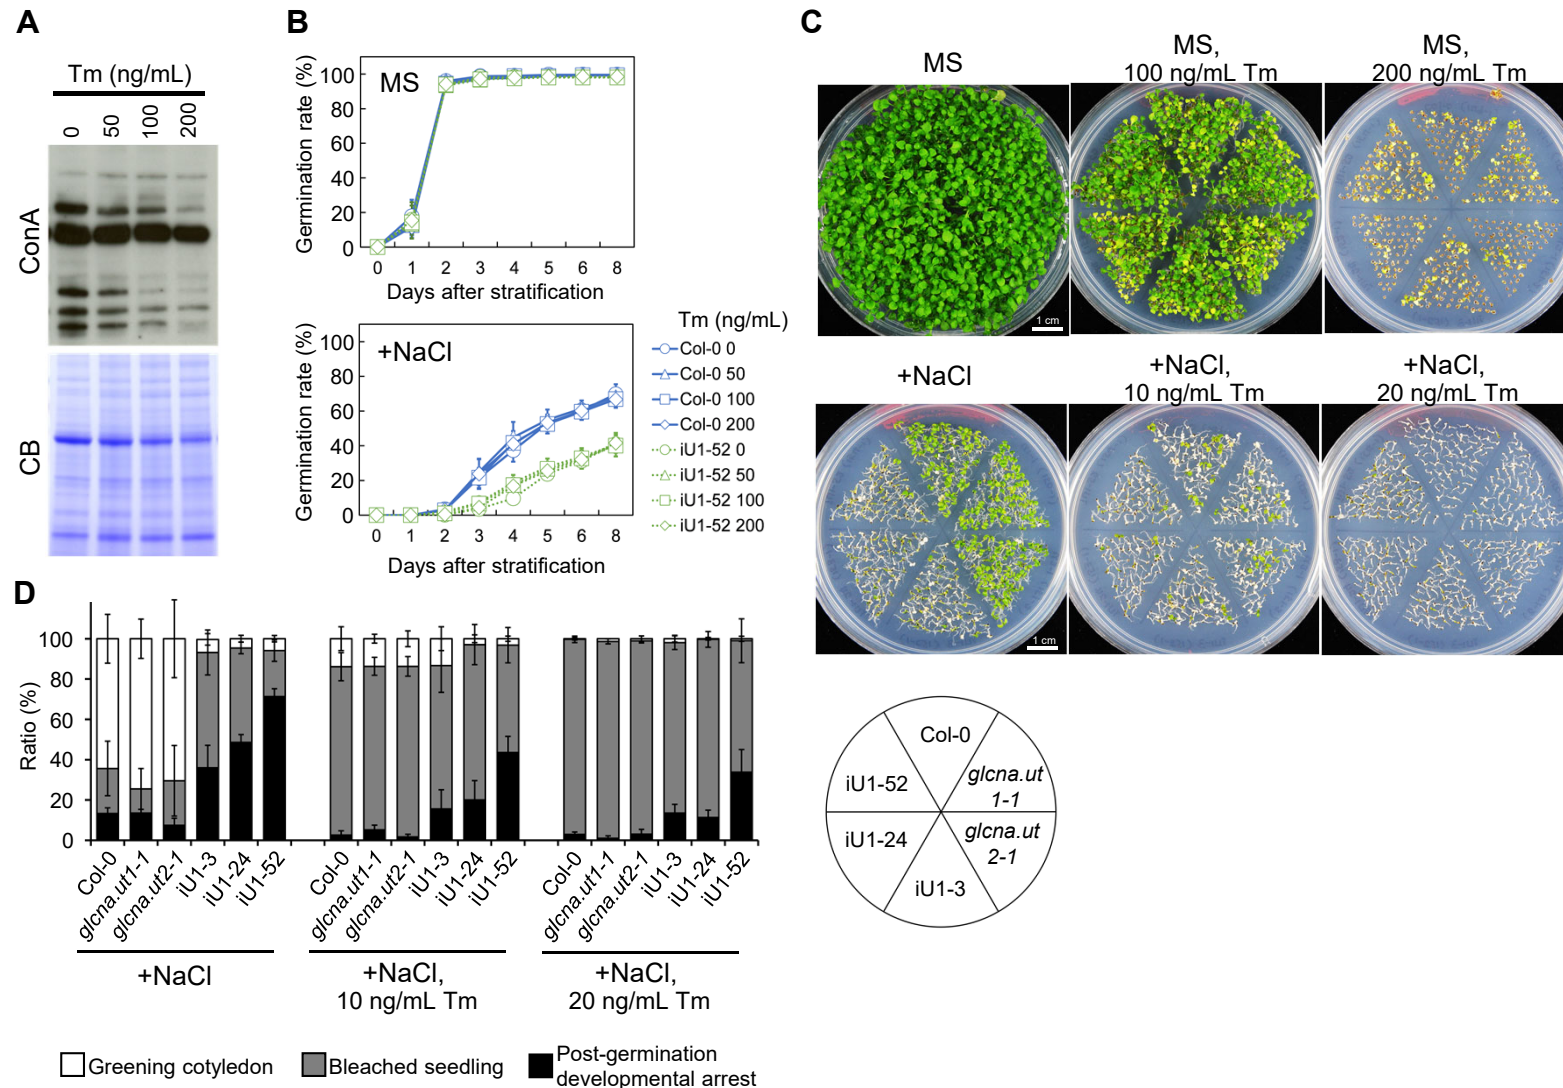 A
Tm (ng/mL)
0 50 100 200
ConA
CB
B
Germination rate (%)
MS
100
80
60
40
20
0
0 1 2 3 4 5 6 8
Days after stratification
Germination rate (%)
+NaCl
100
80
60
40
20
0
0 1 2 3 4 5 6 8
Days after stratification
Tm (ng/mL)
Col-0 0
Col-0 50
Col-0 100
Col-0 200
iU1-52 0
iU1-52 50
iU1-52 100
iU1-52 200
C
MS
MS,
100 ng/mL Tm
MS,
200 ng/mL Tm
1 cm
+NaCl
+NaCl,
10 ng/mL Tm
+NaCl,
20 ng/mL Tm
1 cm
Col-0
glcna.ut
1-1
glcna.ut
2-1
iU1-3
iU1-24
iU1-52
D
Ratio (%)
100
80
60
40
20
0
Col-0 glcna.ut1-1 glcna.ut2-1 iU1-3 iU1-24 iU1-52
Col-0 glcna.ut1-1 glcna.ut2-1 iU1-3 iU1-24 iU1-52
Col-0 glcna.ut1-1 glcna.ut2-1 iU1-3 iU1-24 iU1-52
+NaCl
+NaCl,
10 ng/mL Tm
+NaCl,
20 ng/mL Tm
Greening cotyledon
Bleached seedling
Post-germination
developmental arrest